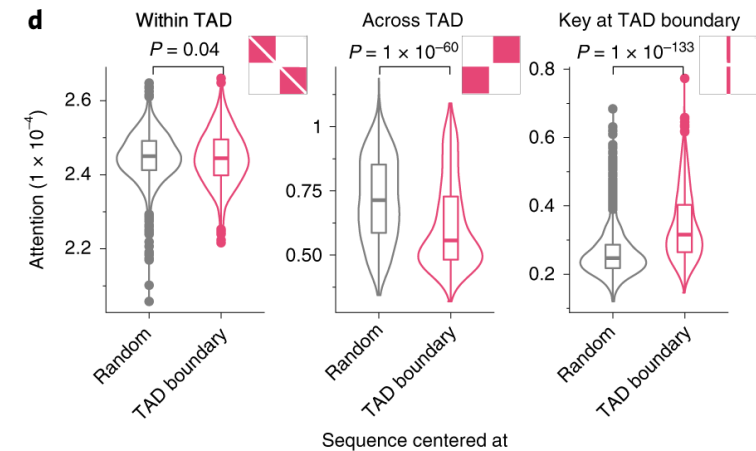 d
Within TAD
Across TAD
Key at TAD boundary
P = 0.04
P = 1 × 10⁻⁶⁰
P = 1 × 10⁻¹³³
Attention (1 × 10⁻⁴)
2.6
2.4
2.2
1
0.75
0.50
0.8
0.6
0.4
0.2
Random
TAD boundary
Random
TAD boundary
Random
TAD boundary
Sequence centered at